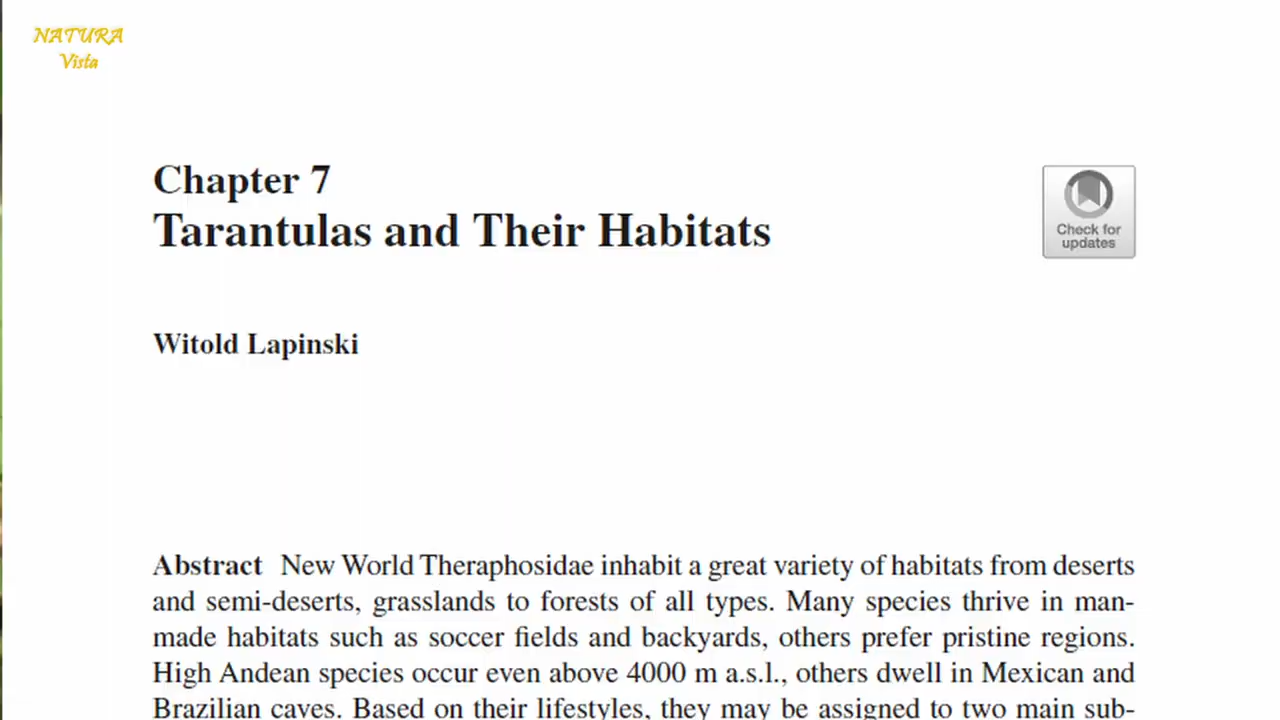 NATURA
Vista
Chapter 7
Tarantulas and Their Habitats
Check for
updates
Witold Lapinski
Abstract New World Theraphosidae inhabit a great variety of habitats from deserts
and semi-deserts, grasslands to forests of all types. Many species thrive in man-
made habitats such as soccer fields and backyards, others prefer pristine regions.
High Andean species occur even above 4000 m a.s.l., others dwell in Mexican and
Brazilian caves. Based on their lifestyles, they may be assigned to two main sub-